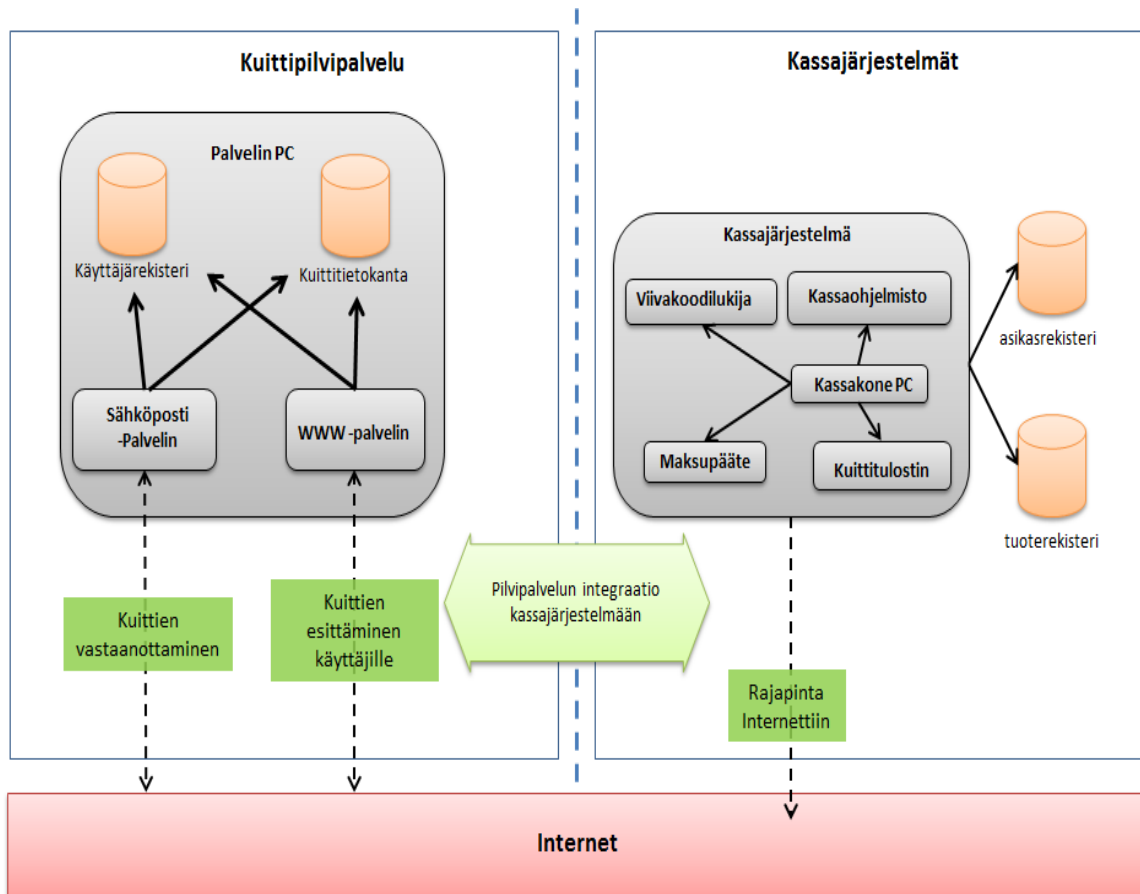 Kuittipilvipalvelu
Palvelin PC
Käyttäjärekisteri
Kuittitietokanta
Sähköposti
-Palvelin
WWW -palvelin
Kuittien
vastaanottaminen
Kuittien
esittäminen
käyttäjille
Pilvipalvelun integraatio
kassajärjestelmään
Kassajärjestelmät
Kassajärjestelmä
Viivakoodilukija
Kassaohjelmisto
Kassakone PC
Maksupääte
Kuittitulostin
asikasrekisteri
tuoterekisteri
Rajapinta
Internettiin
Internet